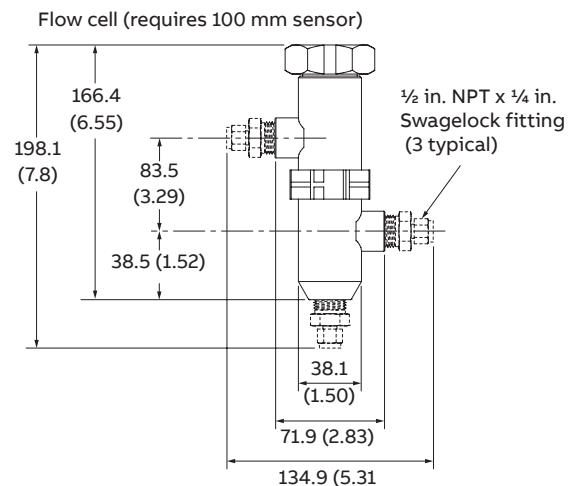 Flow cell (requires 100 mm sensor)
166.4
(6.55)
½ in. NPT x ¼ in.
Swagelock fitting
(3 typical)
198.1
(7.8)
83.5
(3.29)
38.5 (1.52)
38.1
(1.50)
71.9 (2.83)
134.9 (5.31